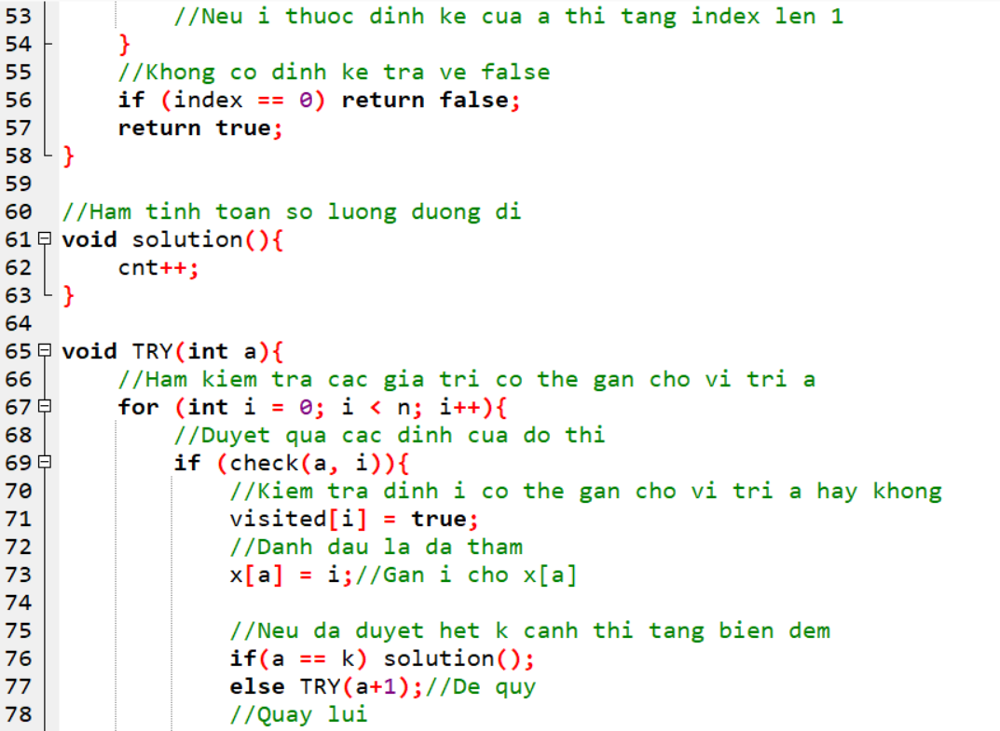 53 //Neu i thuoc dinh ke cua a thi tang index len 1
54 }
55 //Khong co dinh ke tra ve false
56 if (index == 0) return false;
57 return true;
58 }
59
60 //Ham tinh toan so luong duong di
61 void solution(){
62 cnt++;
63 }
64
65 void TRY(int a){
66 //Ham kiem tra cac gia tri co the gan cho vi tri a
67 for (int i = 0; i < n; i++){
68 //Duyet qua cac dinh cua do thi
69 if (check(a, i)){
70 //Kiem tra dinh i co the gan cho vi tri a hay khong
71 visited[i] = true;
72 //Danh dau la da tham
73 x[a] = i;//Gan i cho x[a]
74
75 //Neu da duyet het k canh thi tang bien dem
76 if(a == k) solution();
77 else TRY(a+1);//De quy
78 //Quay lui